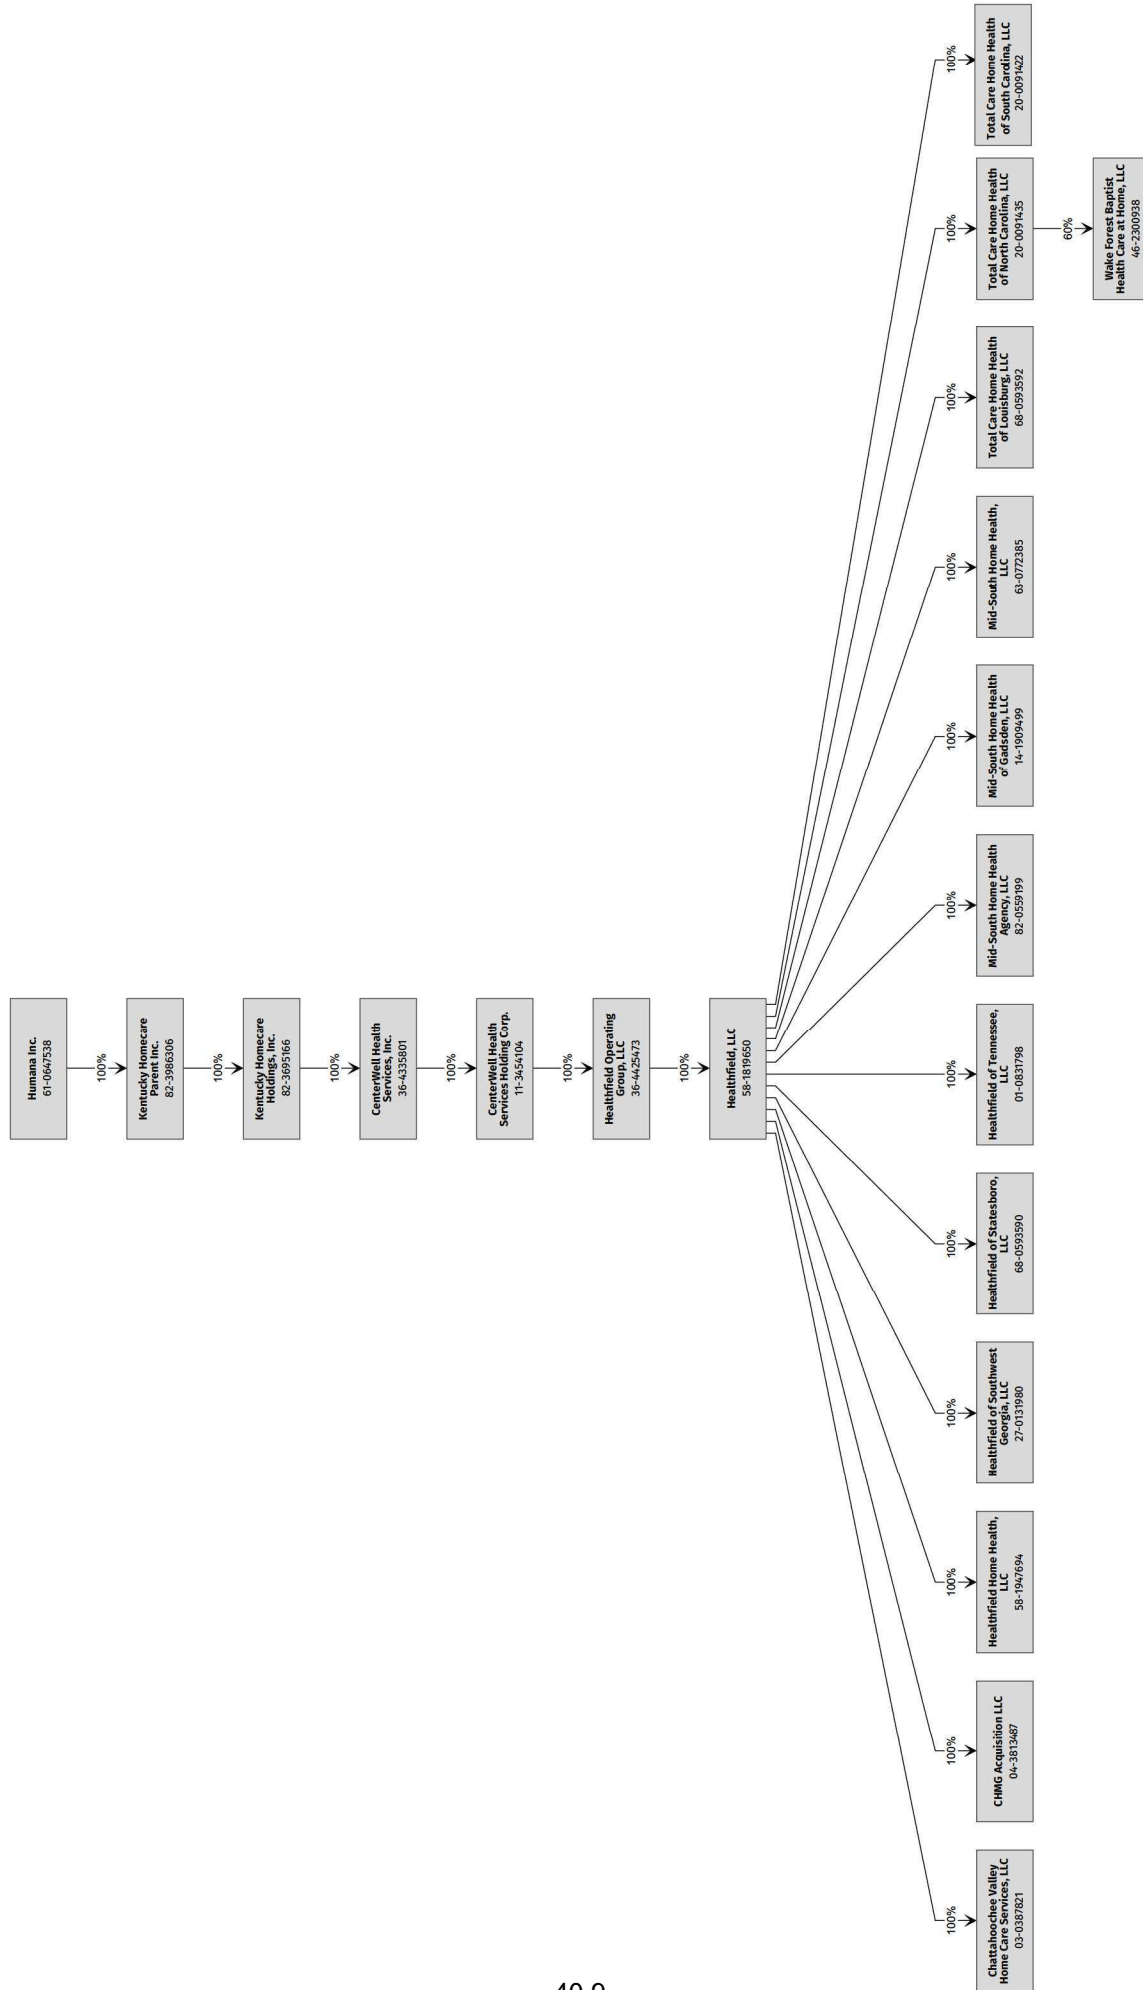 Humana Inc.
61-0647538
100%
Kentucky Homecare
Parent Inc.
82-3986306
100%
Kentucky Homecare
Holdings, Inc.
82-3695166
100%
CenterWell Health
Services, Inc.
36-4335801
100%
CenterWell Health
Services Holding Corp.
11-3454104
100%
Healthfield Operating
Group, LLC
36-4425473
100%
Healthfield, LLC
58-1819650
100%
Chattahoochee Valley
Home Care Services, LLC
03-0387821
100%
CHMG Acquisition LLC
04-3813487
100%
Healthfield Home Health,
LLC
58-1947694
100%
Healthfield of Southwest
Georgia, LLC
27-0131980
100%
Healthfield of Statesboro,
LLC
68-0593590
100%
Healthfield of Tennessee,
LLC
01-0831798
100%
Mid-South Home Health
Agency, LLC
82-0559199
100%
Mid-South Home Health
of Gadsden, LLC
14-1909499
100%
Mid-South Home Health,
LLC
63-0772385
100%
Total Care Home Health
of Louisburg, LLC
68-0593592
100%
Total Care Home Health
of North Carolina, LLC
20-0091435
100%
Total Care Home Health
of South Carolina, LLC
20-0091422
60%
Wake Forest Baptist
Health Care at Home, LLC
46-2300938